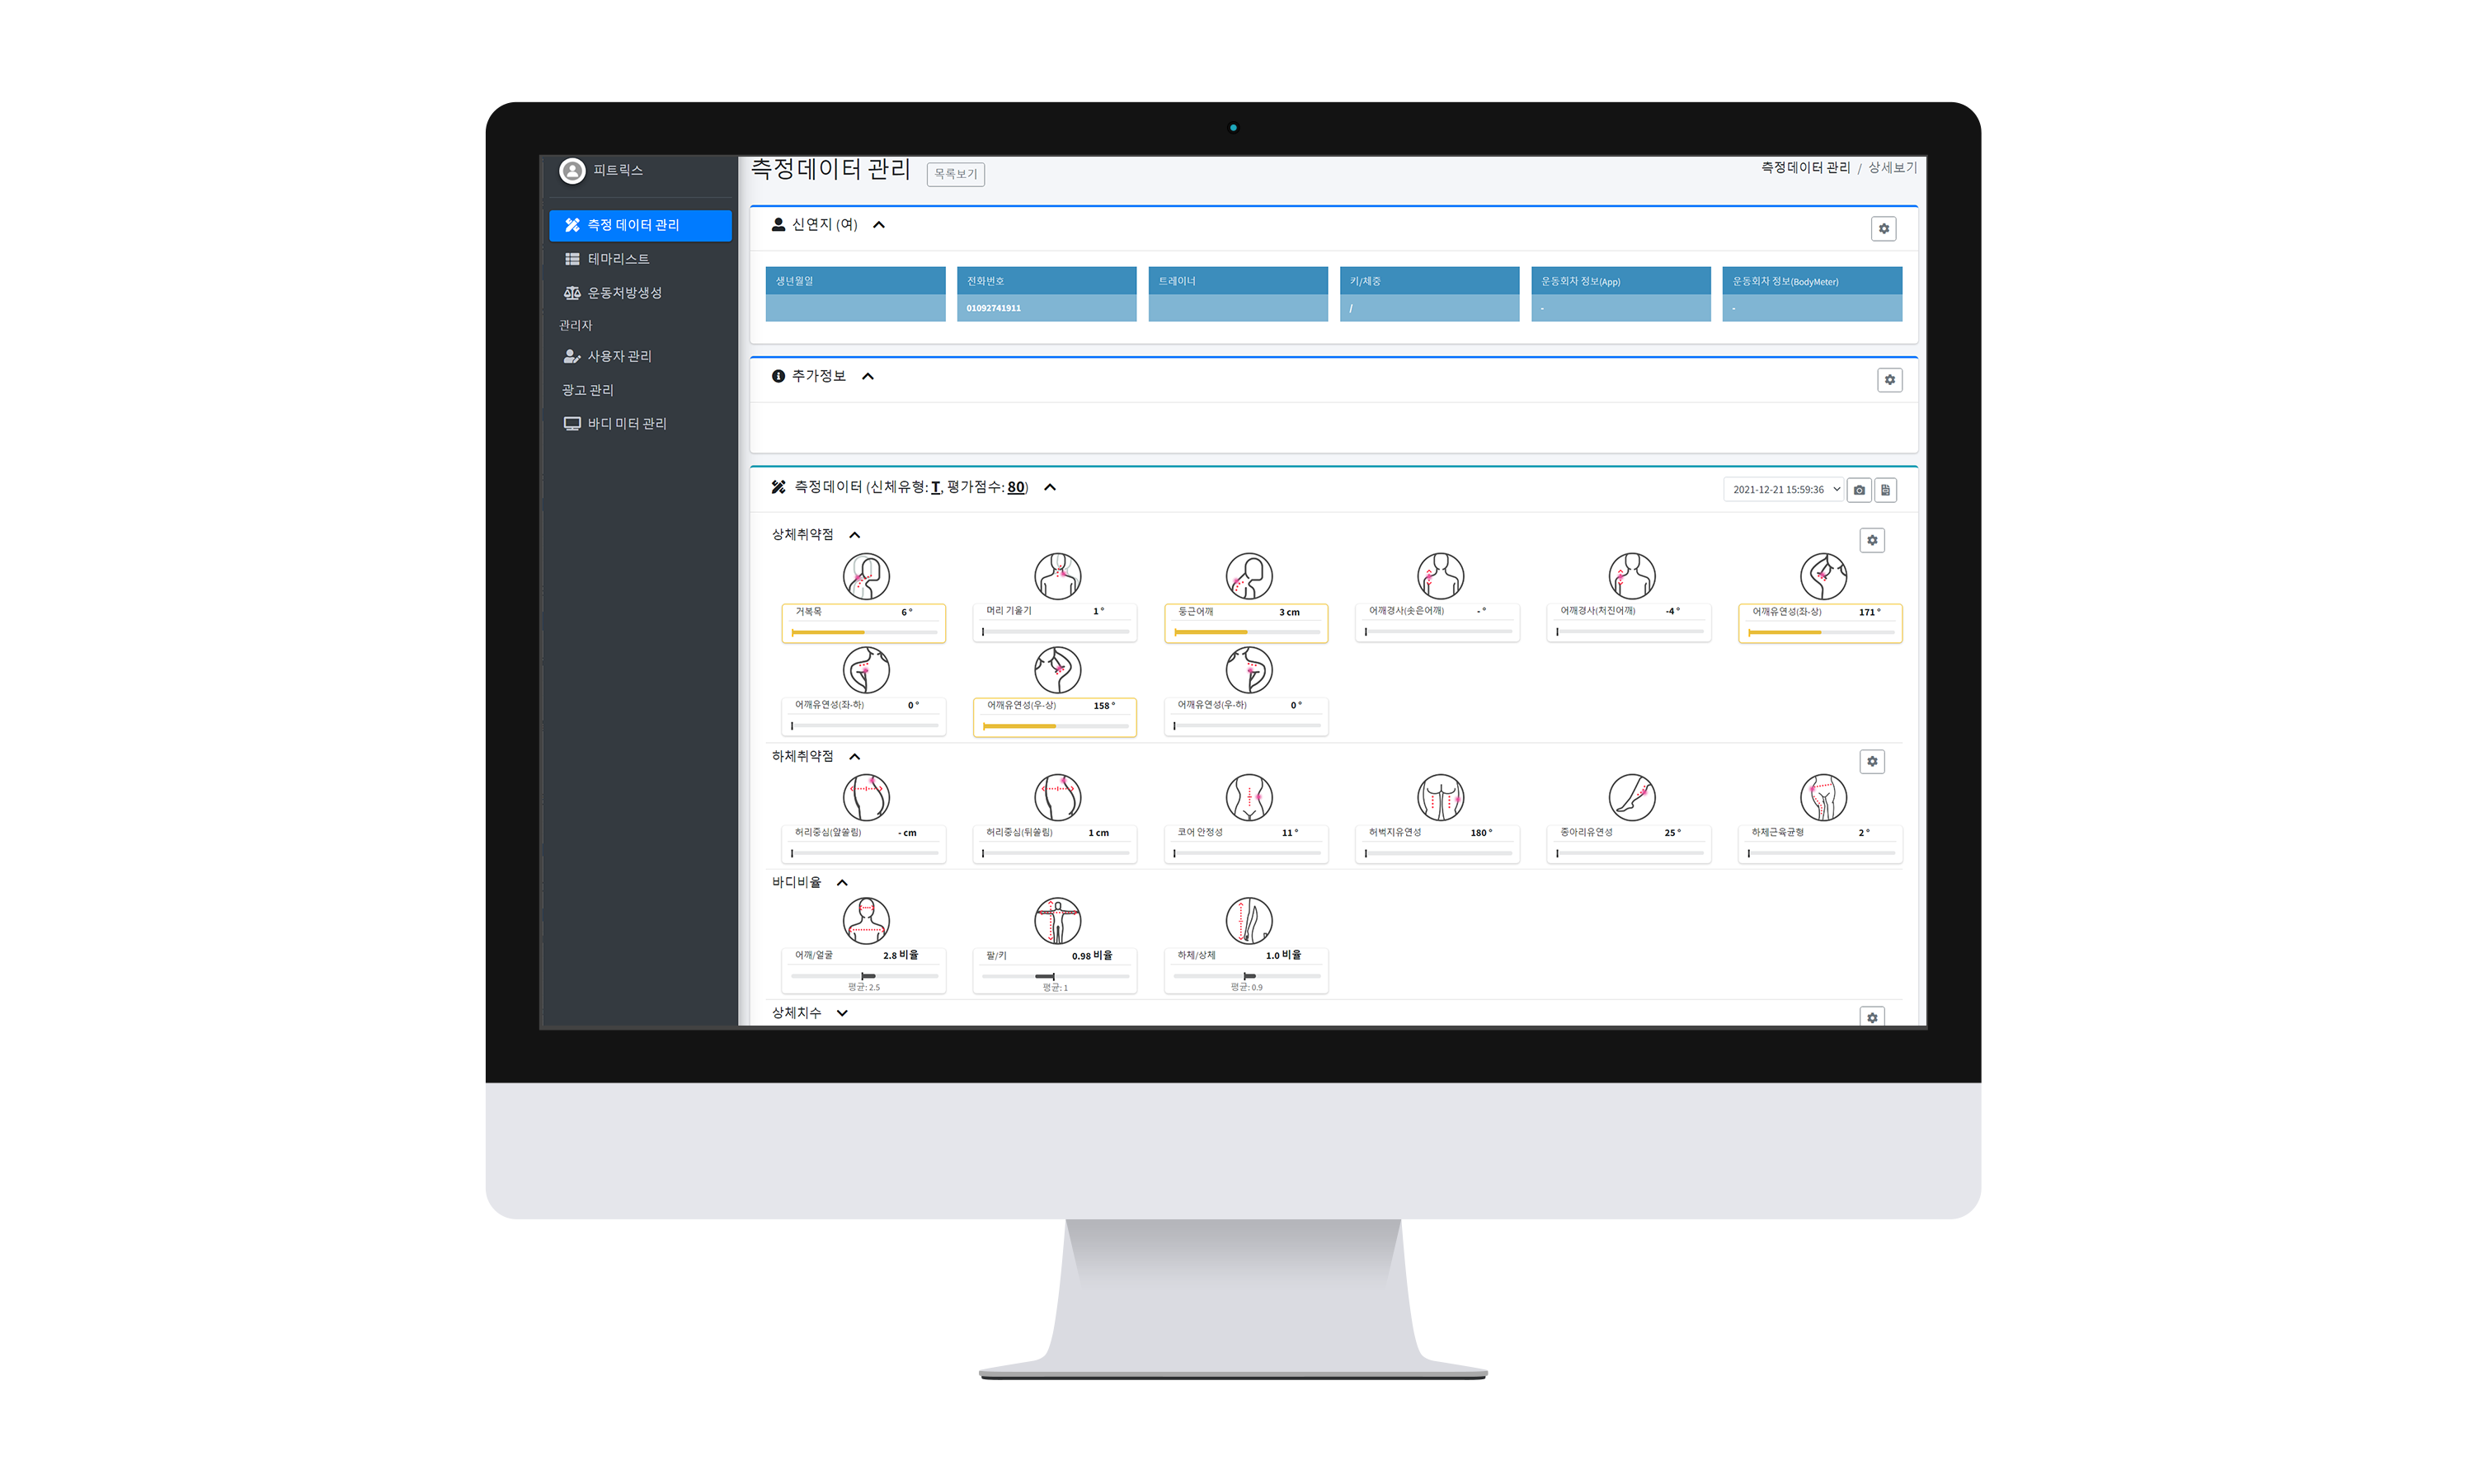 피트릭스
측정 데이터 관리
테마리스트
운동처방생성
관리자
사용자 관리
광고 관리
바디 미터 관리
측정데이터 관리 목록보기
측정데이터 관리 / 상세보기
신연지 (여)
생년월일 전화번호 트레이너 키/체중 운동회차 정보(App) 운동회차 정보(BodyMeter)
01092741911 / - -
추가정보
측정데이터 (신체유형: T, 평가점수: 80)
2021-12-21 15:59:36
상체취약점
거북목 6 ° 머리 기울기 1 ° 둥근어깨 3 cm 어깨경사(솟은어깨) - ° 어깨경사(처진어깨) -4 ° 어깨유연성(좌-상) 171 °
어깨유연성(좌-하) 0 ° 어깨유연성(우-상) 158 ° 어깨유연성(우-하) 0 °
하체취약점
허리중심(앞쏠림) - cm 허리중심(뒤쏠림) 1 cm 코어 안정성 11 ° 허벅지유연성 180 ° 종아리유연성 25 ° 하체근육균형 2 °
바디비율
어깨/얼굴 2.8 비율 팔/키 0.98 비율 하체/상체 1.0 비율
평균: 2.5 평균: 1 평균: 0.9
상체치수